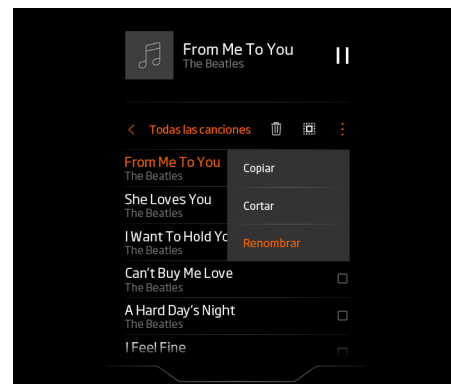 From Me To You
The Beatles
Todas las canciones
From Me To You
The Beatles
Copiar
She Loves You
The Beatles
Cortar
I Want To Hold Yo
The Beatles
Renombrar
Can't Buy Me Love
The Beatles
A Hard Day's Night
The Beatles
I Feel Fine